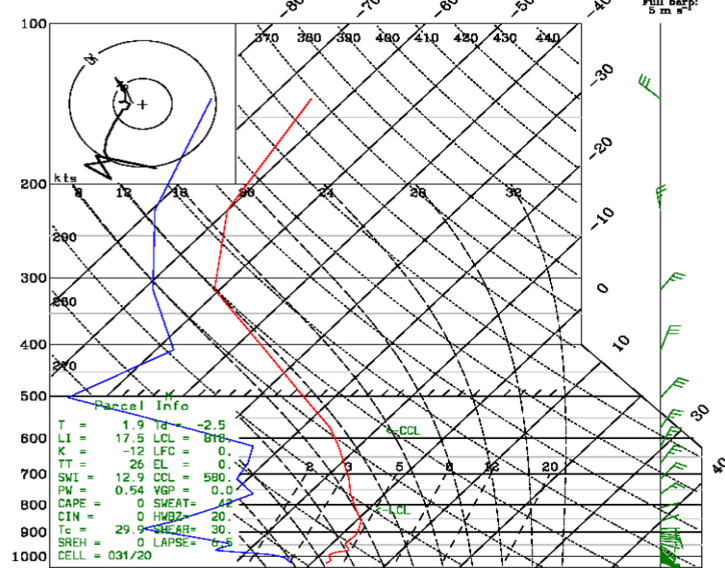 -80 -70 -60 -50 -40
Full barb:
5 m s⁻¹
100
370 380 390 400 410 420 430 440
-30
-20
kts
200
8 12 16 20 24 28 32
-10
290
300
0
280
10
400
270
500
30
Parcel Info
T = 1.9 Td = -2.5
LI = 17.5 LCL = 818.
<-CCL
K = -12 LFC = 0.
600
40
TT = 26 EL = 0.
2 3 5 8 12 20
SWI = 12.9 CCL = 580.
700
PW = 0.54 VGP = 0.0
CAPE = 0 SWEAT= 42
800
<-LCL
CIN = 0 HWBZ= 20.
Tc = 29.9 SHEAR= 30.
900
SREH = 0 LAPSE=
CELL = 031/20
1000